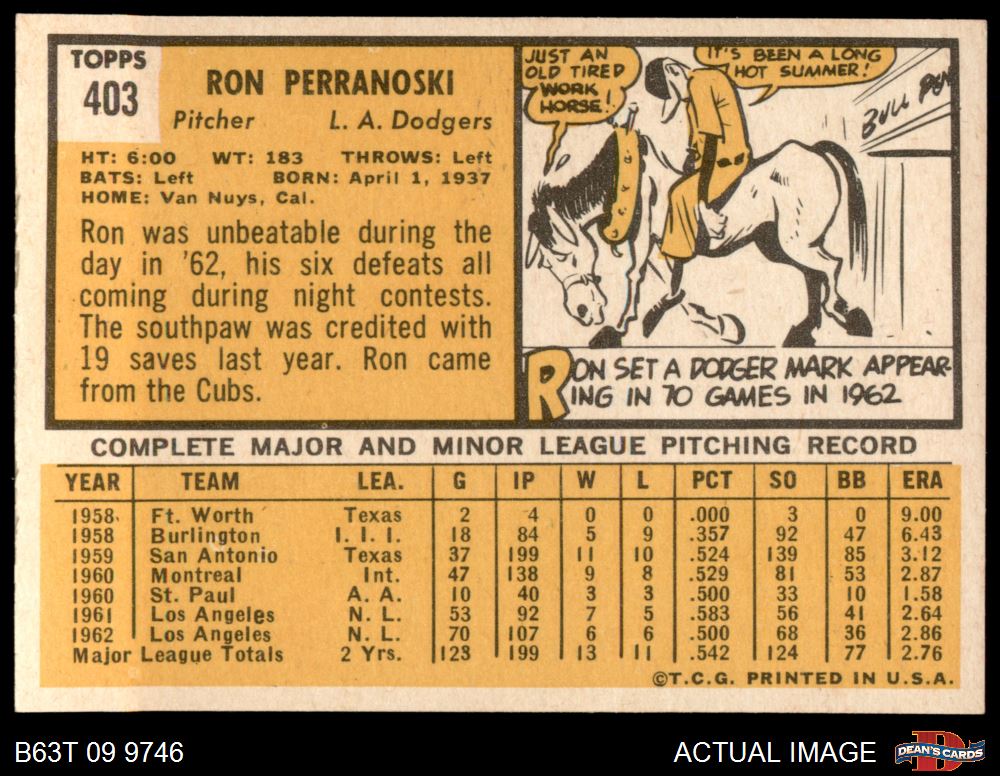 TOPPS
403
RON PERRANOSKI
Pitcher L. A. Dodgers
HT: 6:00 WT: 183 THROWS: Left
BATS: Left BORN: April 1, 1937
HOME: Van Nuys, Cal.
Ron was unbeatable during the
day in '62, his six defeats all
coming during night contests.
The southpaw was credited with
19 saves last year. Ron came
from the Cubs.
JUST AN
OLD TIRED
WORK
HORSE!
IT'S BEEN A LONG
HOT SUMMER!
BULL PEN
RON SET A DODGER MARK APPEAR-
ING IN 70 GAMES IN 1962
COMPLETE MAJOR AND MINOR LEAGUE PITCHING RECORD
YEAR TEAM LEA. G IP W L PCT SO BB ERA
1958 Ft. Worth Texas 2 4 0 0 .000 3 0 9.00
1958 Burlington I. I. I. 18 84 5 9 .357 92 47 6.43
1959 San Antonio Texas 37 199 11 10 .524 139 85 3.12
1960 Montreal Int. 47 138 9 8 .529 81 53 2.87
1960 St. Paul A. A. 10 40 3 3 .500 33 10 1.58
1961 Los Angeles N. L. 53 92 7 5 .583 56 41 2.64
1962 Los Angeles N. L. 70 107 6 6 .500 68 36 2.86
Major League Totals 2 Yrs. 123 199 13 11 .542 124 77 2.76
©T.C.G. PRINTED IN U.S.A.
B63T 09 9746 ACTUAL IMAGE DEAN'S CARDS